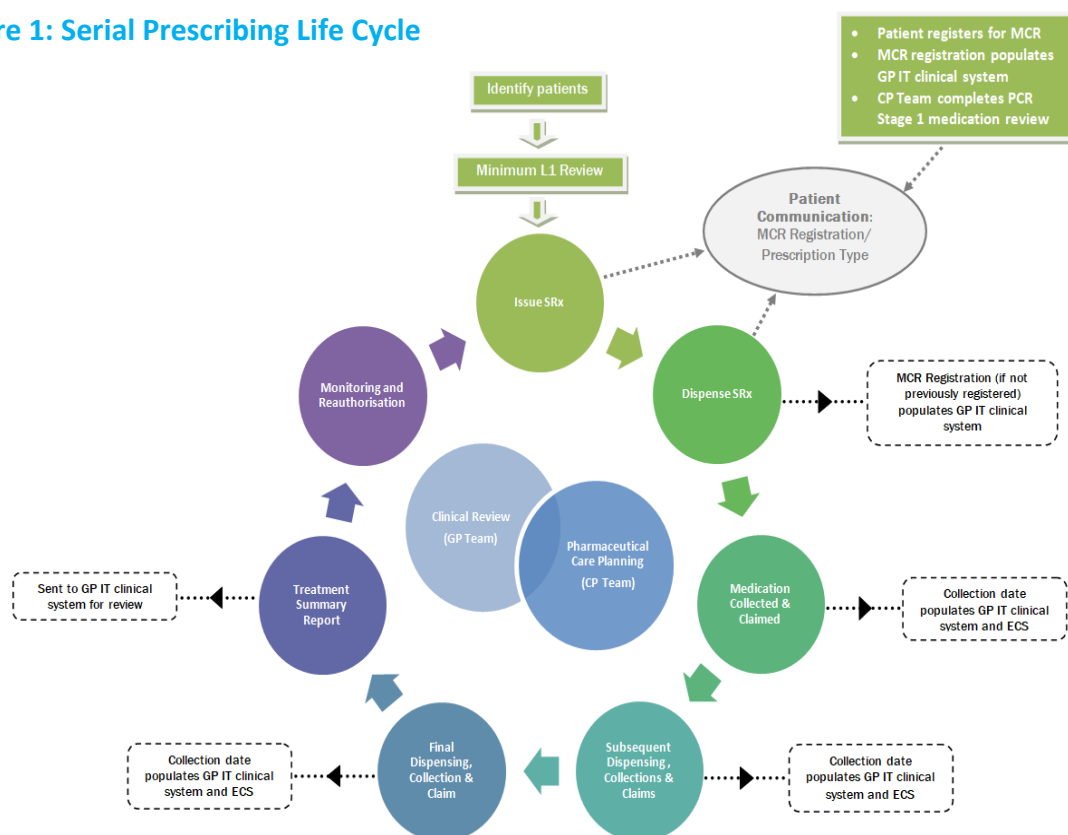 re 1: Serial Prescribing Life Cycle
• Patient registers for MCR
• MCR registration populates
GP IT clinical system
• CP Team completes PCR
Stage 1 medication review
Identify patients
Minimum L1 Review
Patient
Communication:
MCR Registration/
Prescription Type
Issue SRx
Dispense SRx
MCR Registration (if not
previously registered)
populates GP IT clinical
system
Monitoring and
Reauthorisation
Clinical Review
(GP Team)
Pharmaceutical
Care Planning
(CP Team)
Medication
Collected &
Claimed
Collection date
populates GP IT clinical
system and ECS
Treatment
Summary
Report
Sent to GP IT clinical
system for review
Subsequent
Dispensing,
Collections &
Claims
Collection date
populates GP IT clinical
system and ECS
Final
Dispensing,
Collection &
Claim
Collection date
populates GP IT clinical
system and ECS